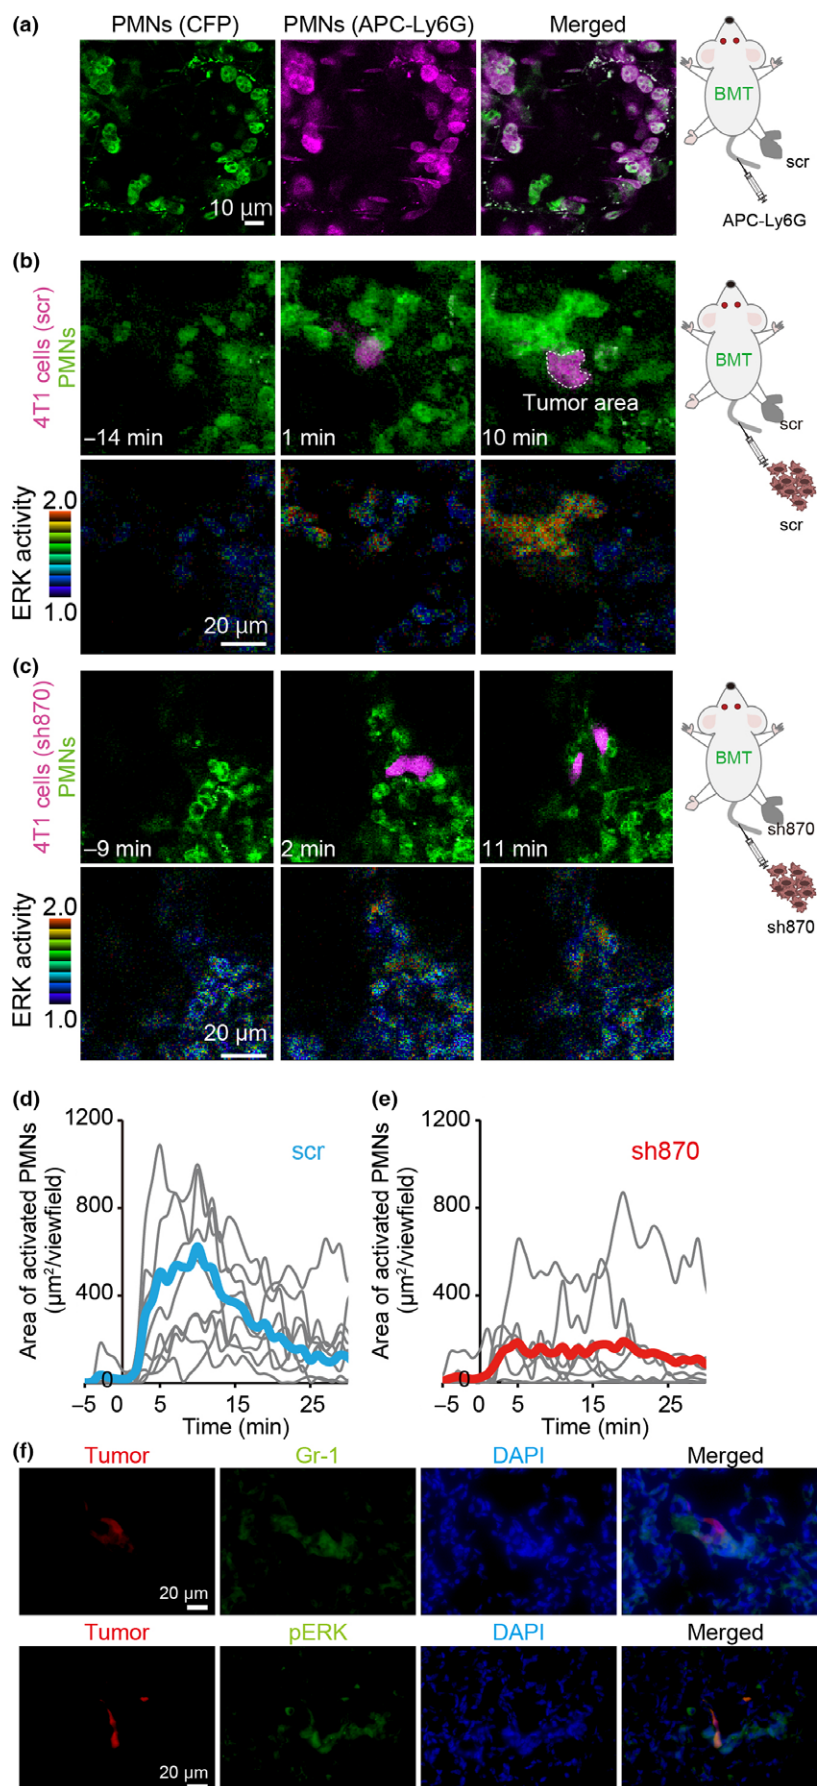 (a)
PMNs (CFP)
PMNs (APC-Ly6G)
Merged
10 µm
BMT
scr
APC-Ly6G
(b)
4T1 cells (scr)
PMNs
−14 min
1 min
10 min
Tumor area
BMT
scr
scr
ERK activity
2.0
1.0
20 µm
(c)
4T1 cells (sh870)
PMNs
−9 min
2 min
11 min
BMT
sh870
sh870
ERK activity
2.0
1.0
20 µm
(d)
Area of activated PMNs
(µm²/viewfield)
1200
800
400
0
scr
−5 0 5 15 25
Time (min)
(e)
Area of activated PMNs
(µm²/viewfield)
1200
800
400
0
sh870
−5 0 5 15 25
Time (min)
(f)
Tumor
Gr-1
DAPI
Merged
20 µm
Tumor
pERK
DAPI
Merged
20 µm